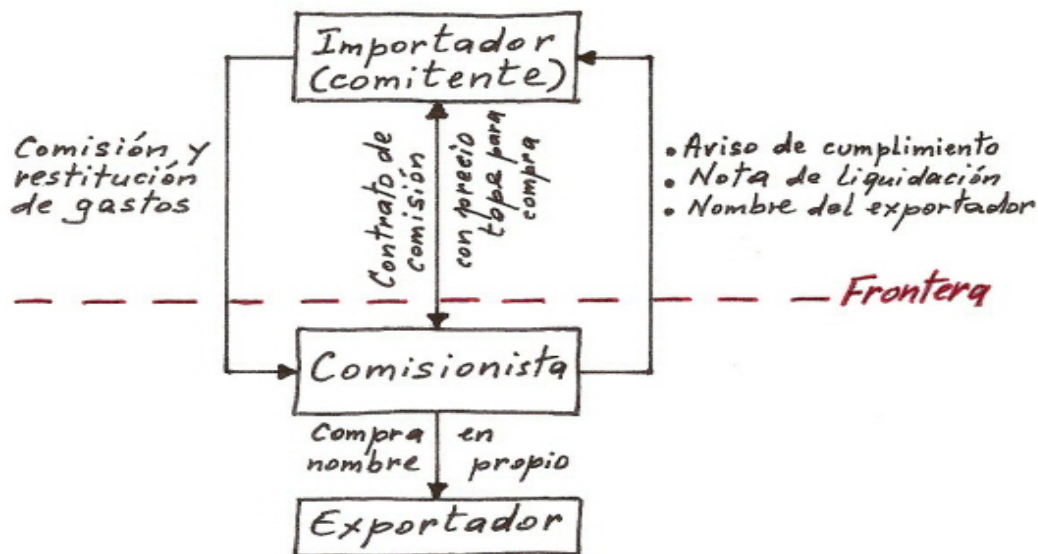 Importador
(comitente)
Comisión y
restitución
de gastos
Contrato de
comisión
con precio
tope para
compra
• Aviso de cumplimiento
• Nota de Liquidación
• Nombre del exportador
Frontera
Comisionista
Compra en
nombre propio
Exportador